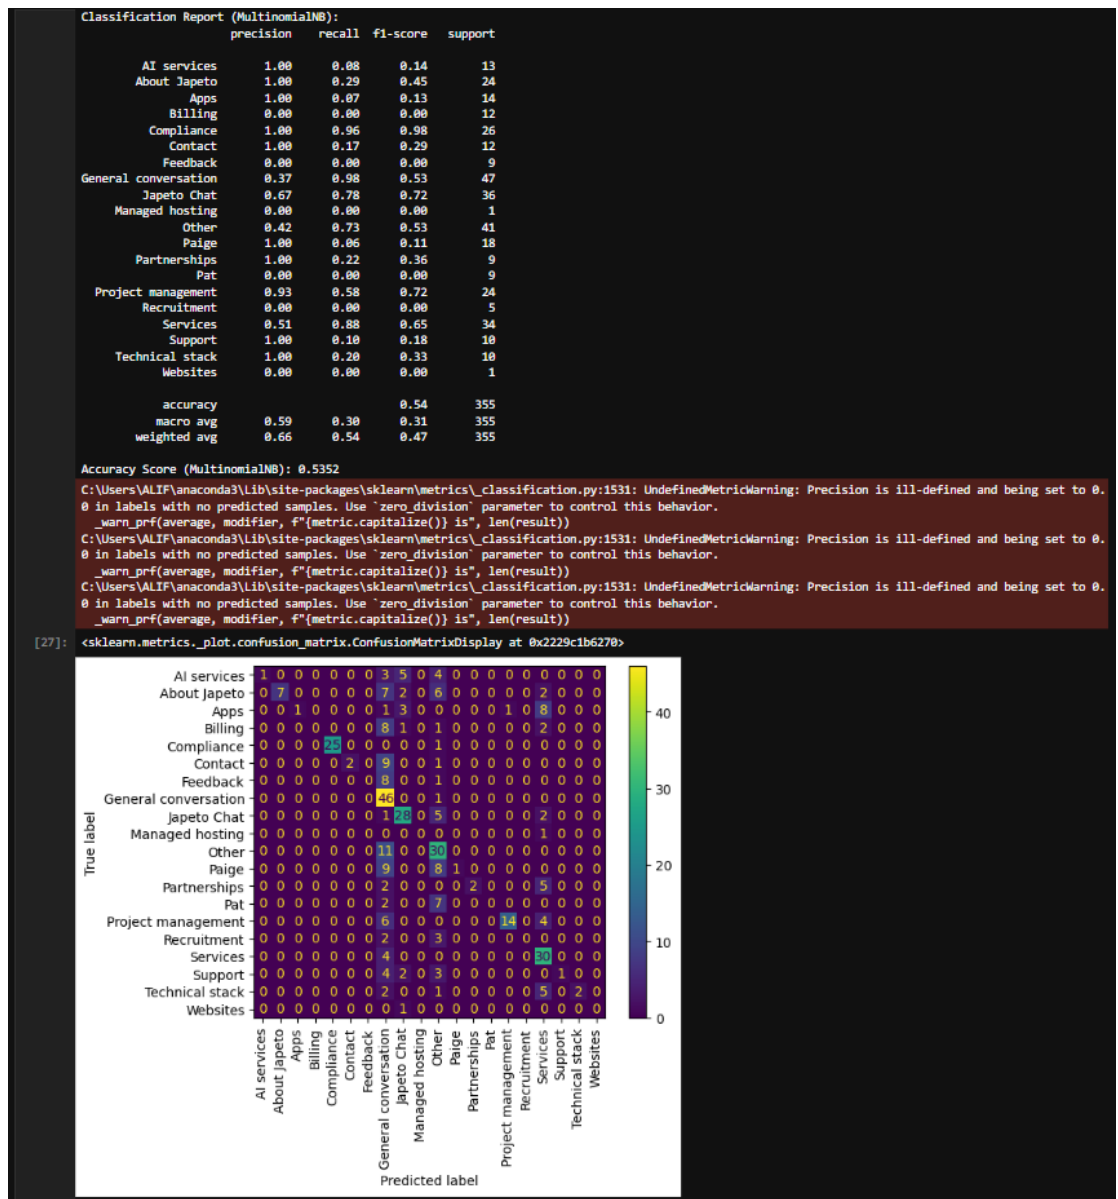 Classification Report (MultinomialNB):
precision recall f1-score support
AI services 1.00 0.08 0.14 13
About Japeto 1.00 0.29 0.45 24
Apps 1.00 0.07 0.13 14
Billing 0.00 0.00 0.00 12
Compliance 1.00 0.96 0.98 26
Contact 1.00 0.17 0.29 12
Feedback 0.00 0.00 0.00 9
General conversation 0.37 0.98 0.53 47
Japeto Chat 0.67 0.78 0.72 36
Managed hosting 0.00 0.00 0.00 1
Other 0.42 0.73 0.53 41
Paige 1.00 0.06 0.11 18
Partnerships 1.00 0.22 0.36 9
Pat 0.00 0.00 0.00 9
Project management 0.93 0.58 0.72 24
Recruitment 0.00 0.00 0.00 5
Services 0.51 0.88 0.65 34
Support 1.00 0.10 0.18 10
Technical stack 1.00 0.20 0.33 10
Websites 0.00 0.00 0.00 1
accuracy 0.54 355
macro avg 0.59 0.30 0.31 355
weighted avg 0.66 0.54 0.47 355
Accuracy Score (MultinomialNB): 0.5352
C:\Users\ALIF\anaconda3\Lib\site-packages\sklearn\metrics\_classification.py:1531: UndefinedMetricWarning: Precision is ill-defined and being set to 0.
0 in labels with no predicted samples. Use `zero_division` parameter to control this behavior.
_warn_prf(average, modifier, f"{metric.capitalize()} is", len(result))
C:\Users\ALIF\anaconda3\Lib\site-packages\sklearn\metrics\_classification.py:1531: UndefinedMetricWarning: Precision is ill-defined and being set to 0.
0 in labels with no predicted samples. Use `zero_division` parameter to control this behavior.
_warn_prf(average, modifier, f"{metric.capitalize()} is", len(result))
C:\Users\ALIF\anaconda3\Lib\site-packages\sklearn\metrics\_classification.py:1531: UndefinedMetricWarning: Precision is ill-defined and being set to 0.
0 in labels with no predicted samples. Use `zero_division` parameter to control this behavior.
_warn_prf(average, modifier, f"{metric.capitalize()} is", len(result))
[27]: <sklearn.metrics._plot.confusion_matrix.ConfusionMatrixDisplay at 0x2229c1b6270>
AI services 1 0 0 0 0 0 0 3 5 0 4 0 0 0 0 0 0 0 0 0
About Japeto 0 7 0 0 0 0 0 7 2 0 6 0 0 0 0 0 2 0 0 0
Apps 0 0 1 0 0 0 0 1 3 0 0 0 0 0 1 0 8 0 0 0
Billing 0 0 0 0 0 0 0 8 1 0 1 0 0 0 0 0 2 0 0 0
Compliance 0 0 0 0 25 0 0 0 0 0 1 0 0 0 0 0 0 0 0 0
Contact 0 0 0 0 0 2 0 9 0 0 1 0 0 0 0 0 0 0 0 0
Feedback 0 0 0 0 0 0 0 8 0 0 1 0 0 0 0 0 0 0 0 0
General conversation 0 0 0 0 0 0 0 46 0 0 1 0 0 0 0 0 0 0 0 0
Japeto Chat 0 0 0 0 0 0 0 1 28 0 5 0 0 0 0 0 2 0 0 0
Managed hosting 0 0 0 0 0 0 0 0 0 0 0 0 0 0 0 0 1 0 0 0
Other 0 0 0 0 0 0 0 11 0 0 30 0 0 0 0 0 0 0 0 0
Paige 0 0 0 0 0 0 0 9 0 0 8 1 0 0 0 0 0 0 0 0
Partnerships 0 0 0 0 0 0 0 2 0 0 0 0 2 0 0 0 5 0 0 0
Pat 0 0 0 0 0 0 0 2 0 0 7 0 0 0 0 0 0 0 0 0
Project management 0 0 0 0 0 0 0 6 0 0 0 0 0 0 14 0 4 0 0 0
Recruitment 0 0 0 0 0 0 0 2 0 0 3 0 0 0 0 0 0 0 0 0
Services 0 0 0 0 0 0 0 4 0 0 0 0 0 0 0 0 30 0 0 0
Support 0 0 0 0 0 0 0 4 2 0 3 0 0 0 0 0 0 1 0 0
Technical stack 0 0 0 0 0 0 0 2 0 0 1 0 0 0 0 0 5 0 2 0
Websites 0 0 0 0 0 0 0 0 1 0 0 0 0 0 0 0 0 0 0 0
True label
AI services
About Japeto
Apps
Billing
Compliance
Contact
Feedback
General conversation
Japeto Chat
Managed hosting
Other
Paige
Partnerships
Pat
Project management
Recruitment
Services
Support
Technical stack
Websites
Predicted label
40
30
20
10
0